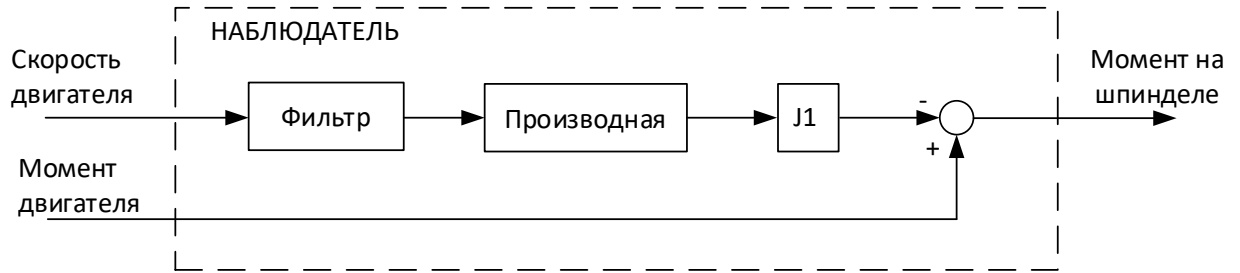 НАБЛЮДАТЕЛЬ
Скорость
двигателя
Фильтр
Производная
J1
-
+
Момент на
шпинделе
Момент
двигателя